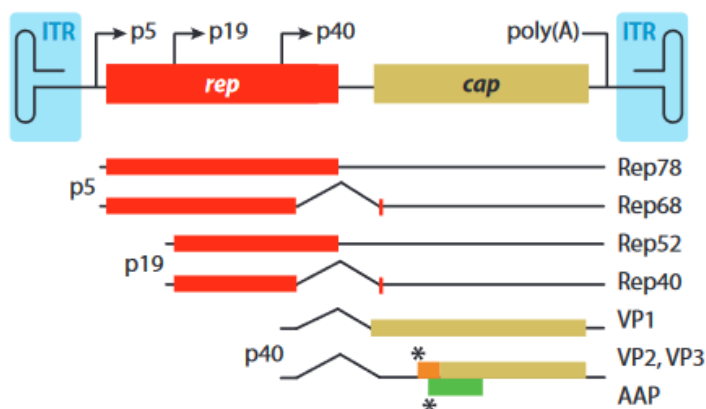 ITR p5 p19 p40 poly(A) ITR
rep cap
Rep78
p5
Rep68
Rep52
p19
Rep40
VP1
p40 * VP2, VP3
* AAP